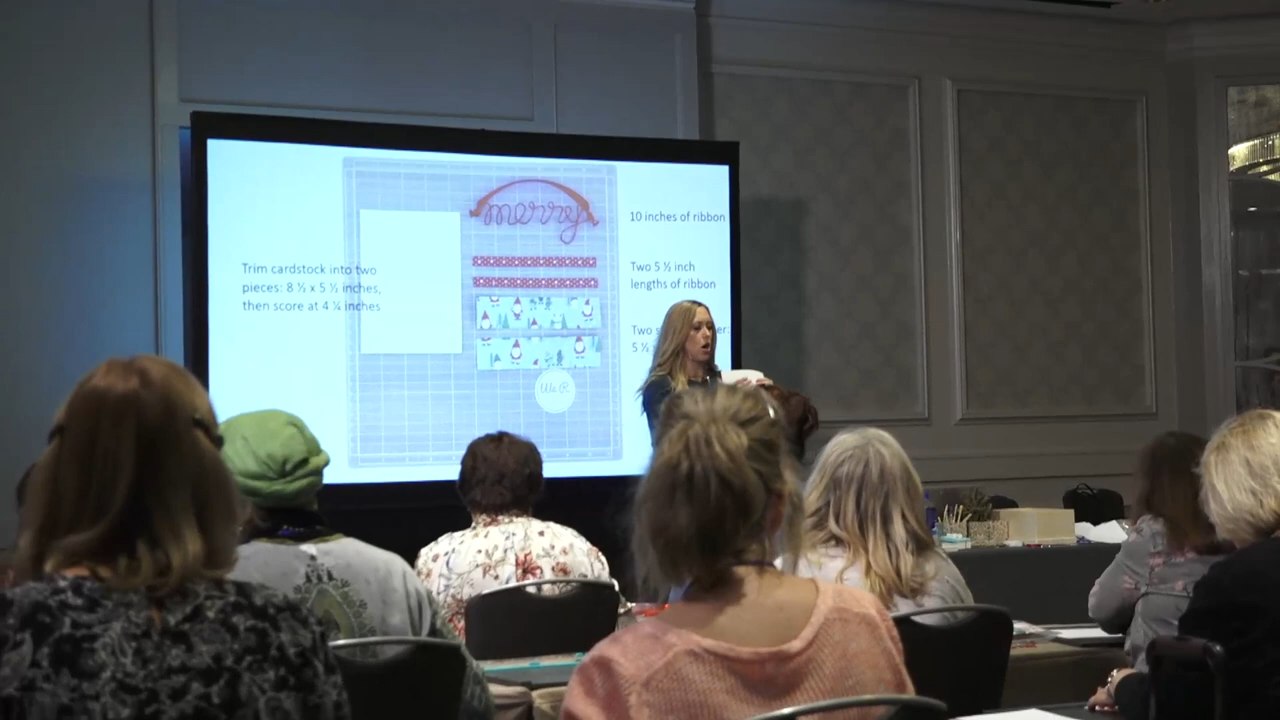 merry
10 inches of ribbon
Trim cardstock into two
pieces: 8 ½ x 5 ½ inches,
then score at 4 ¼ inches
Two 5 ½ inch
lengths of ribbon
Two
5 ½
We R